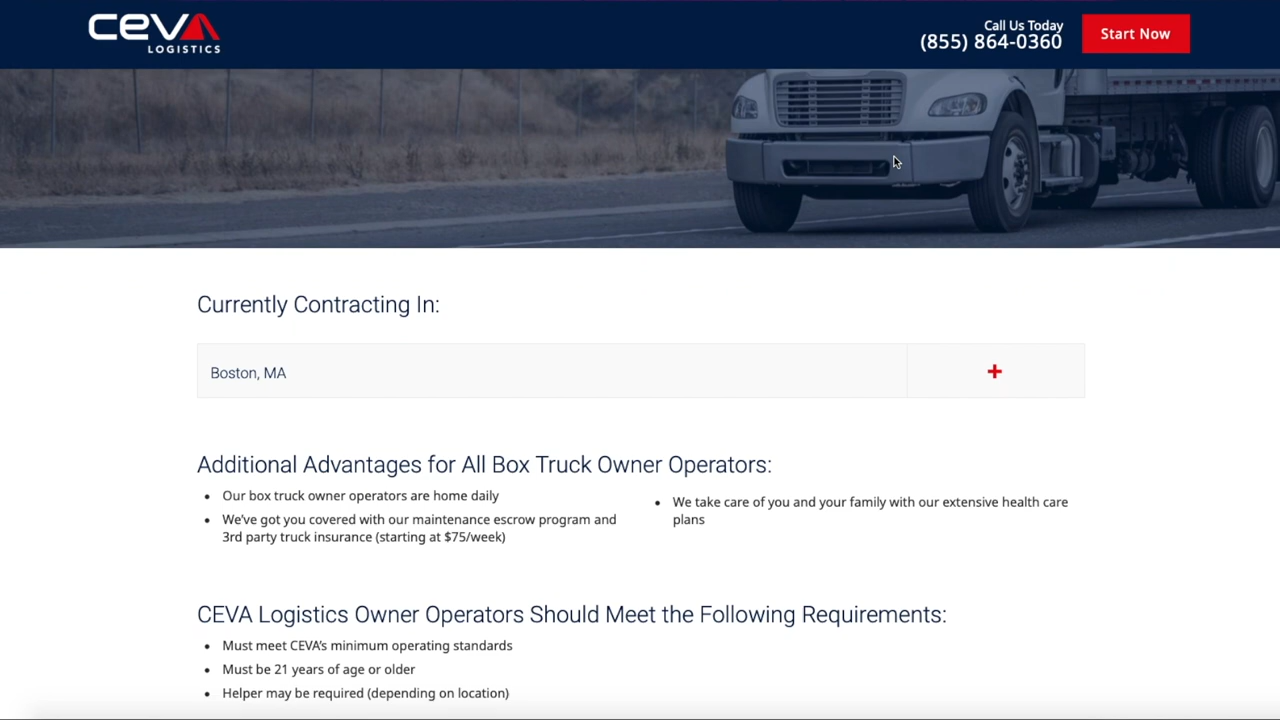 CEVA
LOGISTICS
Call Us Today
(855) 864-0360
Start Now
Currently Contracting In:
Boston, MA
Additional Advantages for All Box Truck Owner Operators:
• Our box truck owner operators are home daily
• We’ve got you covered with our maintenance escrow program and
3rd party truck insurance (starting at $75/week)
• We take care of you and your family with our extensive health care
plans
CEVA Logistics Owner Operators Should Meet the Following Requirements:
• Must meet CEVA’s minimum operating standards
• Must be 21 years of age or older
• Helper may be required (depending on location)